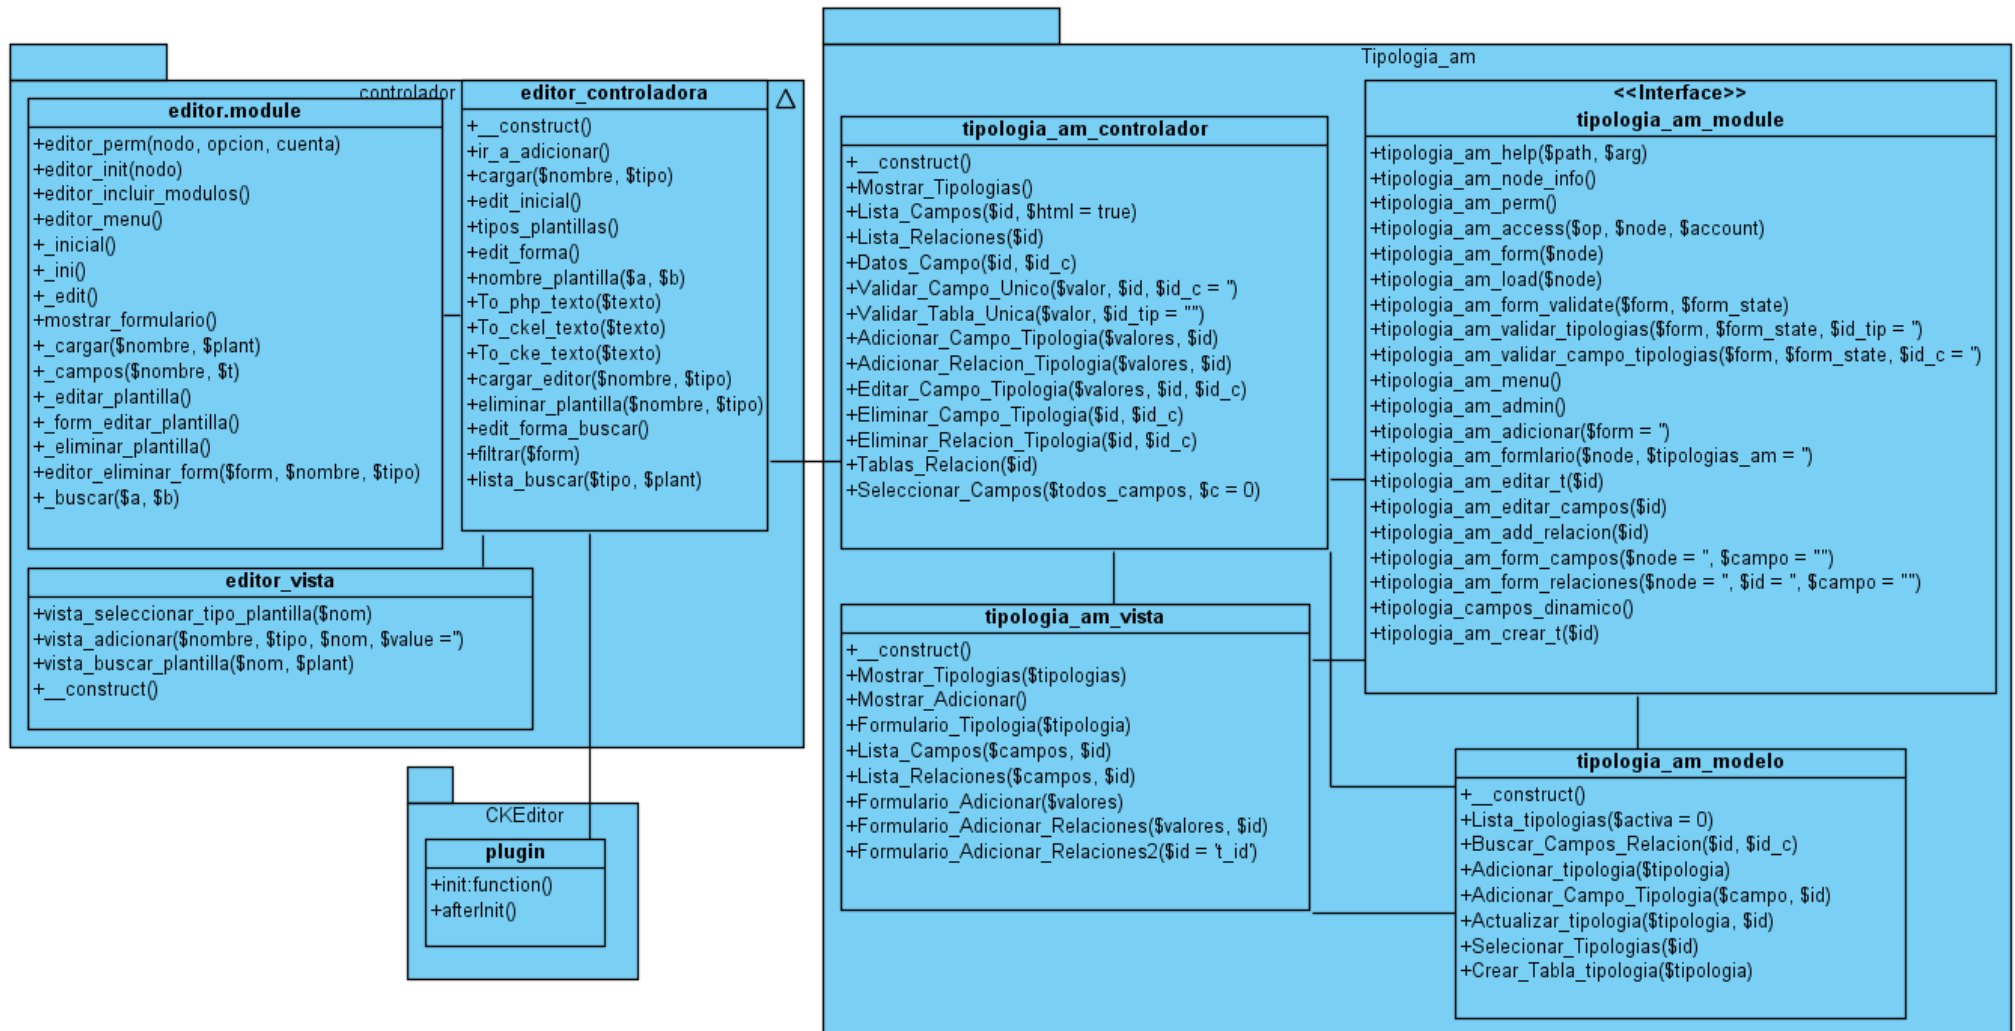 controlador
editor.module
+editor_perm(nodo, opcion, cuenta)
+editor_init(nodo)
+editor_incluir_modulos()
+editor_menu()
+_inicial()
+_ini()
+_edit()
+mostrar_formulario()
+_cargar($nombre, $plant)
+_campos($nombre, $t)
+_editar_plantilla()
+_form_editar_plantilla()
+_eliminar_plantilla()
+editor_eliminar_form($form, $nombre, $tipo)
+_buscar($a, $b)
editor_controladora
+__construct()
+ir_a_adicionar()
+cargar($nombre, $tipo)
+edit_inicial()
+tipos_plantillas()
+edit_forma()
+nombre_plantilla($a, $b)
+To_php_texto($texto)
+To_ckel_texto($texto)
+To_cke_texto($texto)
+cargar_editor($nombre, $tipo)
+eliminar_plantilla($nombre, $tipo)
+edit_forma_buscar()
+filtrar($form)
+lista_buscar($tipo, $plant)
editor_vista
+vista_seleccionar_tipo_plantilla($nom)
+vista_adicionar($nombre, $tipo, $nom, $value ='')
+vista_buscar_plantilla($nom, $plant)
+__construct()
CKEditor
plugin
+init:function()
+afterInit()
Tipologia_am
tipologia_am_controlador
+__construct()
+Mostrar_Tipologias()
+Lista_Campos($id, $html = true)
+Lista_Relaciones($id)
+Datos_Campo($id, $id_c)
+Validar_Campo_Unico($valor, $id, $id_c = '')
+Validar_Tabla_Unica($valor, $id_tip = "")
+Adicionar_Campo_Tipologia($valores, $id)
+Adicionar_Relacion_Tipologia($valores, $id)
+Editar_Campo_Tipologia($valores, $id, $id_c)
+Eliminar_Campo_Tipologia($id, $id_c)
+Eliminar_Relacion_Tipologia($id, $id_c)
+Tablas_Relacion($id)
+Seleccionar_Campos($todos_campos, $c = 0)
<<Interface>>
tipologia_am_module
+tipologia_am_help($path, $arg)
+tipologia_am_node_info()
+tipologia_am_perm()
+tipologia_am_access($op, $node, $account)
+tipologia_am_form($node)
+tipologia_am_load($node)
+tipologia_am_form_validate($form, $form_state)
+tipologia_am_validar_tipologias($form, $form_state, $id_tip = '')
+tipologia_am_validar_campo_tipologias($form, $form_state, $id_c = '')
+tipologia_am_menu()
+tipologia_am_admin()
+tipologia_am_adicionar($form = '')
+tipologia_am_formlario($node, $tipologias_am = '')
+tipologia_am_editar_t($id)
+tipologia_am_editar_campos($id)
+tipologia_am_add_relacion($id)
+tipologia_am_form_campos($node = '', $campo = "")
+tipologia_am_form_relaciones($node = '', $id = '', $campo = "")
+tipologia_campos_dinamico()
+tipologia_am_crear_t($id)
tipologia_am_vista
+__construct()
+Mostrar_Tipologias($tipologias)
+Mostrar_Adicionar()
+Formulario_Tipologia($tipologia)
+Lista_Campos($campos, $id)
+Lista_Relaciones($campos, $id)
+Formulario_Adicionar($valores)
+Formulario_Adicionar_Relaciones($valores, $id)
+Formulario_Adicionar_Relaciones2($id = 't_id')
tipologia_am_modelo
+__construct()
+Lista_tipologias($activa = 0)
+Buscar_Campos_Relacion($id, $id_c)
+Adicionar_tipologia($tipologia)
+Adicionar_Campo_Tipologia($campo, $id)
+Actualizar_tipologia($tipologia, $id)
+Selecionar_Tipologias($id)
+Crear_Tabla_tipologia($tipologia)